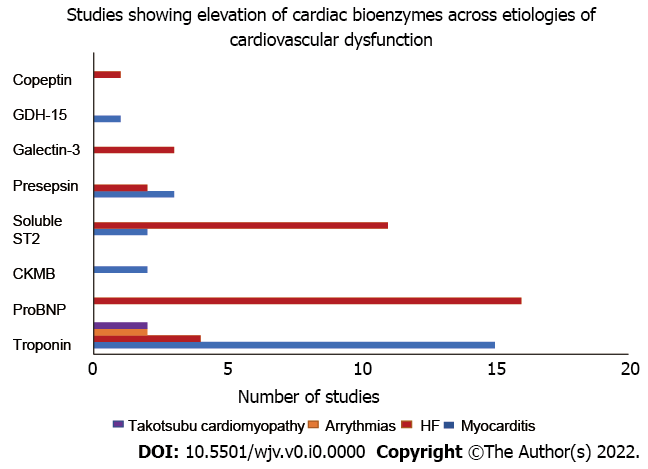 Studies showing elevation of cardiac bioenzymes across etiologies of
cardiovascular dysfunction
Copeptin
GDH-15
Galectin-3
Presepsin
Soluble
ST2
CKMB
ProBNP
Troponin
0 5 10 15 20
Number of studies
Takotsubu cardiomyopathy Arrythmias HF Myocarditis
DOI: 10.5501/wjv.v0.i0.0000 Copyright ©The Author(s) 2022.